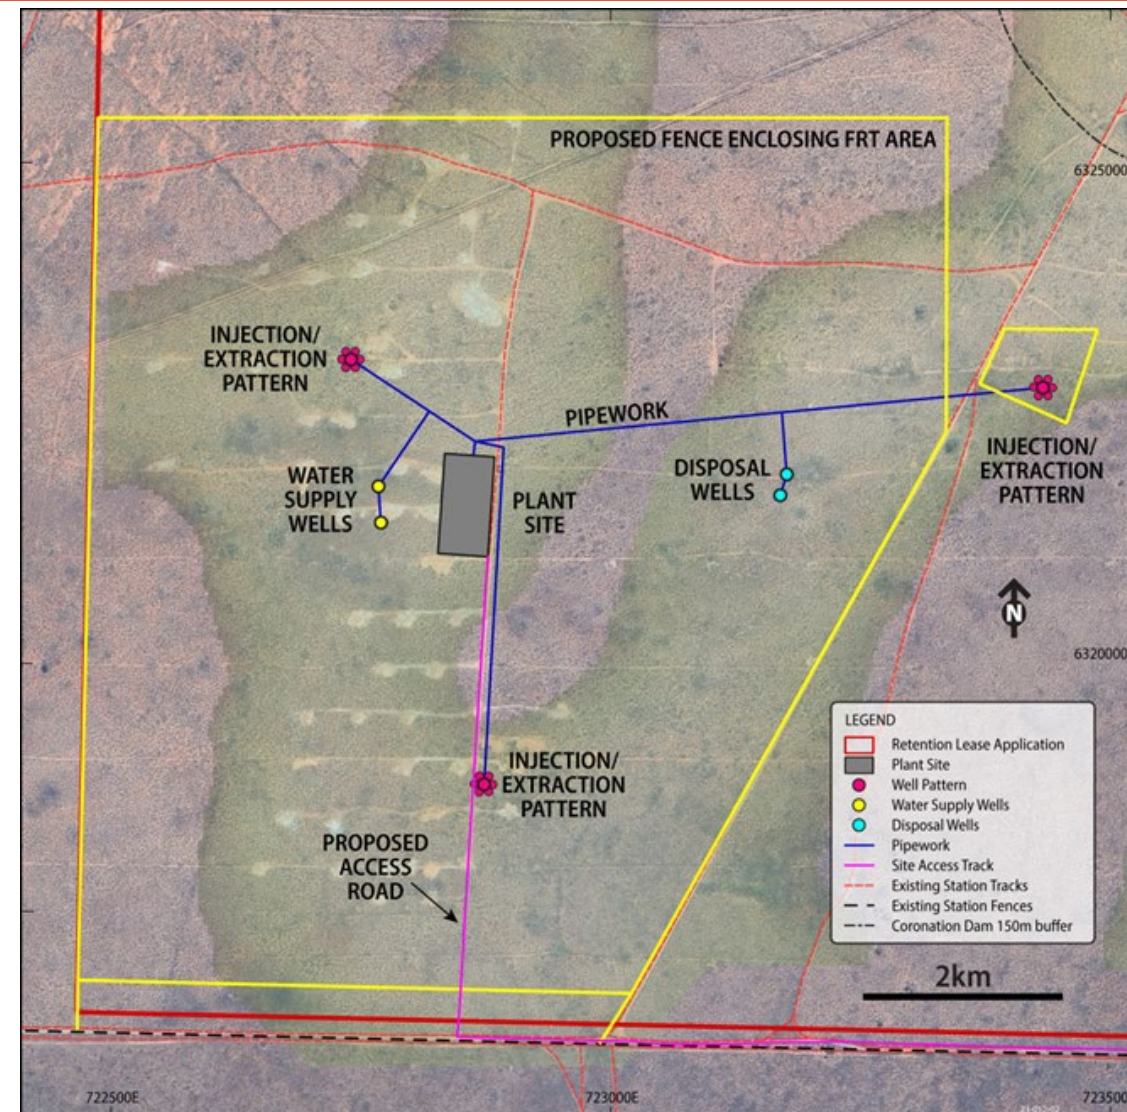 PROPOSED FENCE ENCLOSING FRT AREA
6325000
INJECTION/
EXTRACTION
PATTERN
PIPEWORK
WATER
SUPPLY
WELLS
PLANT
SITE
DISPOSAL
WELLS
INJECTION/
EXTRACTION
PATTERN
N
6320000
INJECTION/
EXTRACTION
PATTERN
PROPOSED
ACCESS
ROAD
LEGEND
Retention Lease Application
Plant Site
Well Pattern
Water Supply Wells
Disposal Wells
Pipework
Site Access Track
Existing Station Tracks
Existing Station Fences
Coronation Dam 150m buffer
2km
722500E
723000E
723500